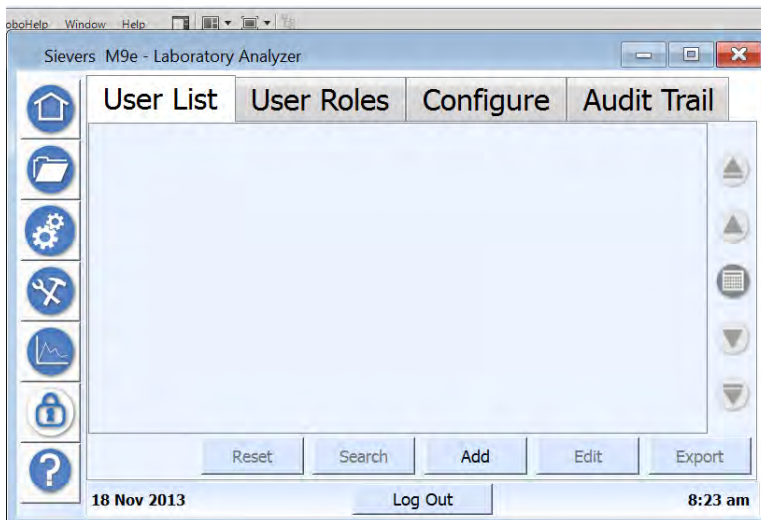 oboHelp Window Help
Sievers M9e - Laboratory Analyzer
User List User Roles Configure Audit Trail
Reset Search Add Edit Export
18 Nov 2013 Log Out 8:23 am
?